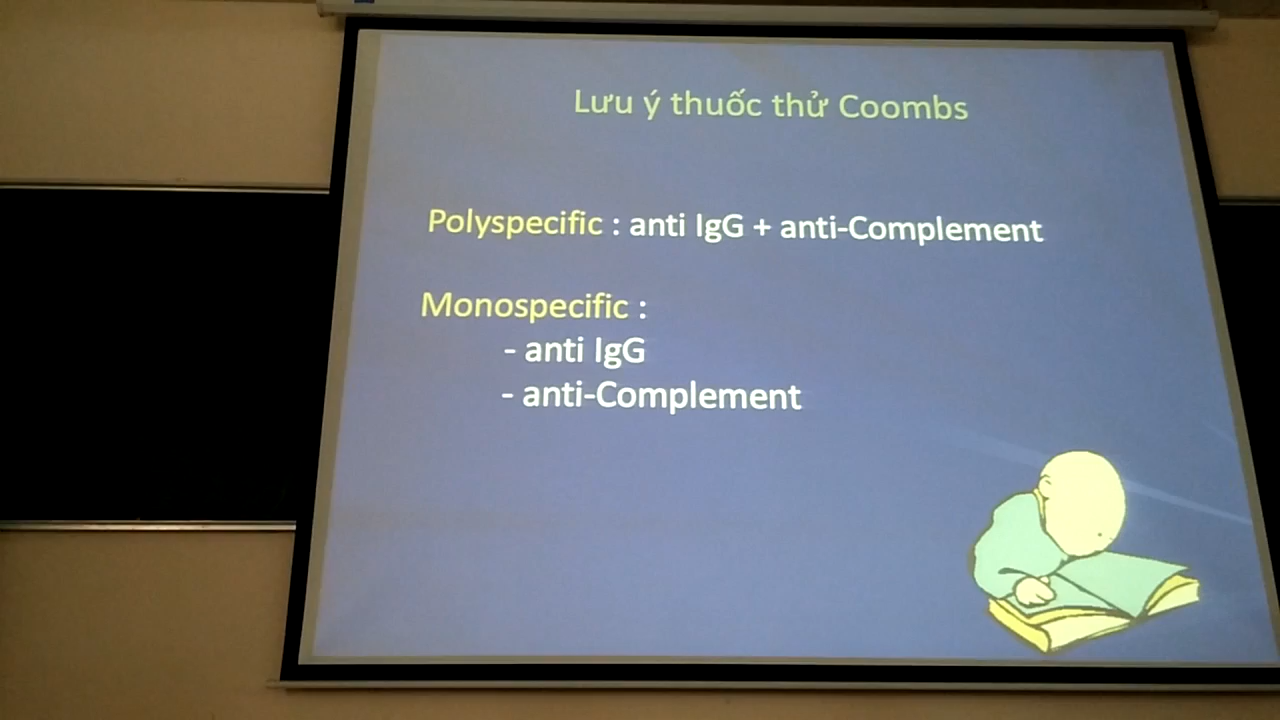 Lưu ý thuốc thử Coombs
Polyspecific : anti IgG + anti-Complement
Monospecific :
- anti IgG
- anti-Complement